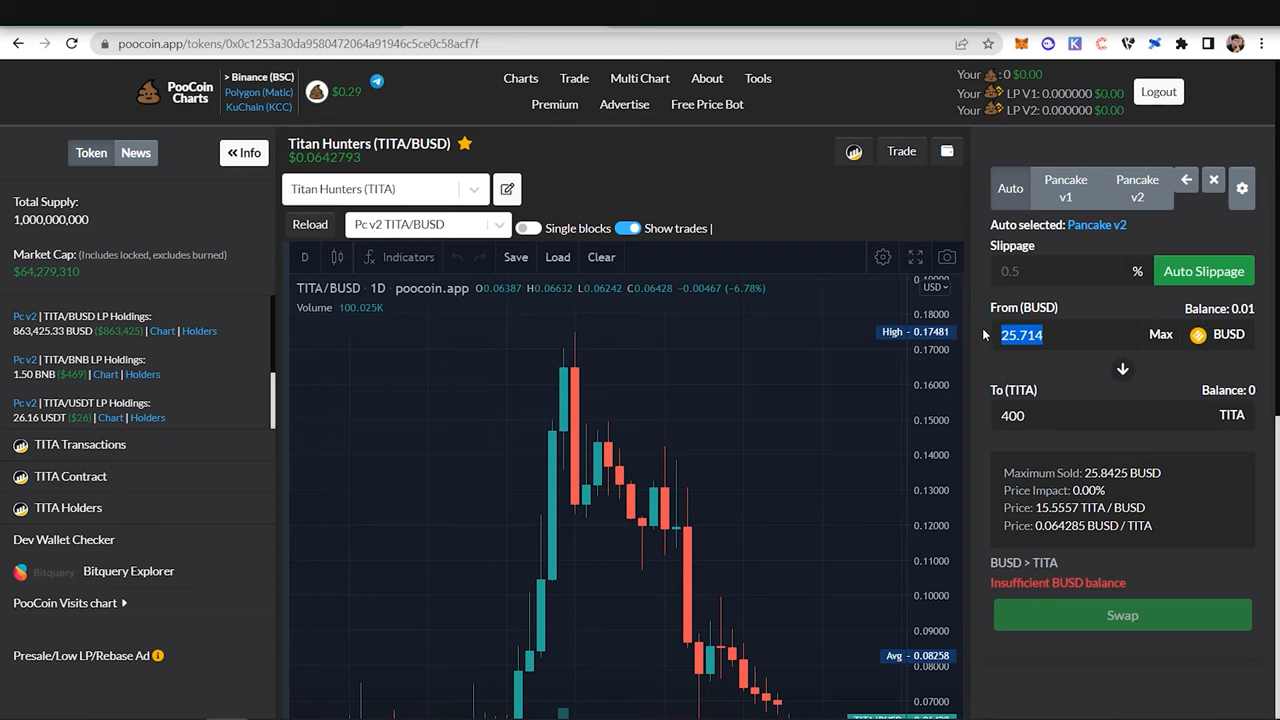 poocoin.app/tokens/0x0c1253a30da9580472064a91946c5ce0c58acf7f
PooCoin
Charts
> Binance (BSC)
Polygon (Matic)
KuChain (KCC)
$0.29
Charts
Trade
Multi Chart
About
Tools
Premium
Advertise
Free Price Bot
Your : 0 $0.00
Your LP V1: 0.000000 $0.00
Your LP V2: 0.000000 $0.00
Logout
Token
News
Info
Total Supply:
1,000,000,000
Market Cap: (Includes locked, excludes burned)
$64,279,310
Pc v2 | TITA/BUSD LP Holdings:
863,425.33 BUSD ($863,425) | Chart | Holders
Pc v2 | TITA/BNB LP Holdings:
1.50 BNB ($469) | Chart | Holders
Pc v2 | TITA/USDT LP Holdings:
26.16 USDT ($26) | Chart | Holders
TITA Transactions
TITA Contract
TITA Holders
Dev Wallet Checker
Bitquery Bitquery Explorer
PooCoin Visits chart
Presale/Low LP/Rebase Ad
Titan Hunters (TITA/BUSD)
$0.0642793
Trade
Titan Hunters (TITA)
Reload
Pc v2 TITA/BUSD
Single blocks
Show trades |
D
Indicators
Save
Load
Clear
TITA/BUSD · 1D · poocoin.app O0.06387 H0.06632 L0.06242 C0.06428 −0.00467 (−6.78%)
Volume 100.025K
USD
0.18000
High - 0.17481
0.17000
0.16000
0.15000
0.14000
0.13000
0.12000
0.11000
0.10000
0.09000
Avg - 0.08258
0.08000
0.07000
Auto
Pancake
v1
Pancake
v2
Auto selected: Pancake v2
Slippage
0.5
%
Auto Slippage
From (BUSD)
Balance: 0.01
25.714
Max
BUSD
To (TITA)
Balance: 0
400
TITA
Maximum Sold: 25.8425 BUSD
Price Impact: 0.00%
Price: 15.5557 TITA / BUSD
Price: 0.064285 BUSD / TITA
BUSD > TITA
Insufficient BUSD balance
Swap